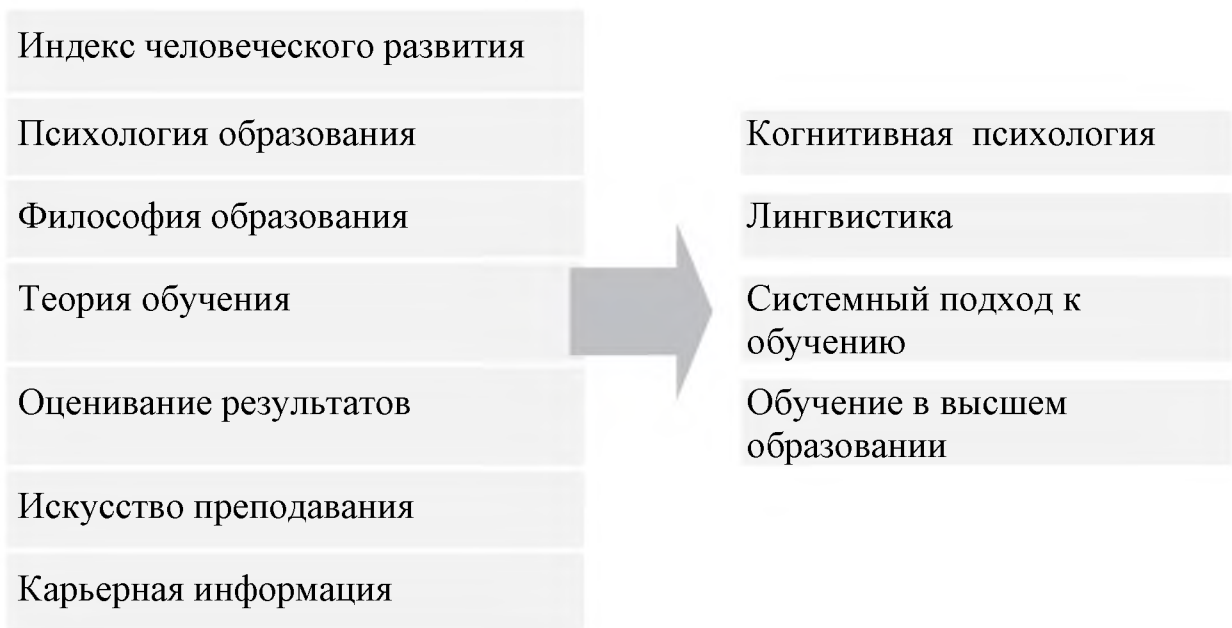 Индекс человеческого развития
Психология образования
Философия образования
Теория обучения
Оценивание результатов
Искусство преподавания
Карьерная информация
Когнитивная психология
Лингвистика
Системный подход к
обучению
Обучение в высшем
образовании